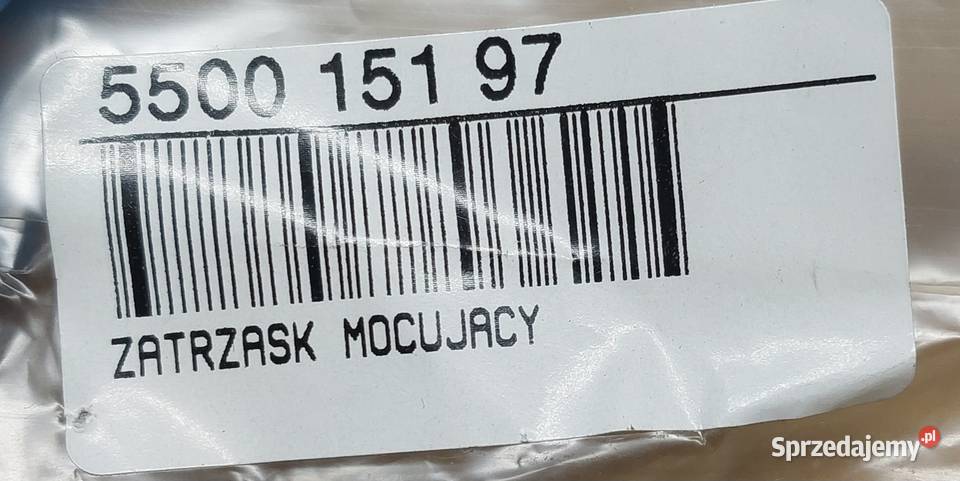 5500 151 97
ZATRZASK MOCUJACY
Sprzedajemy.pl